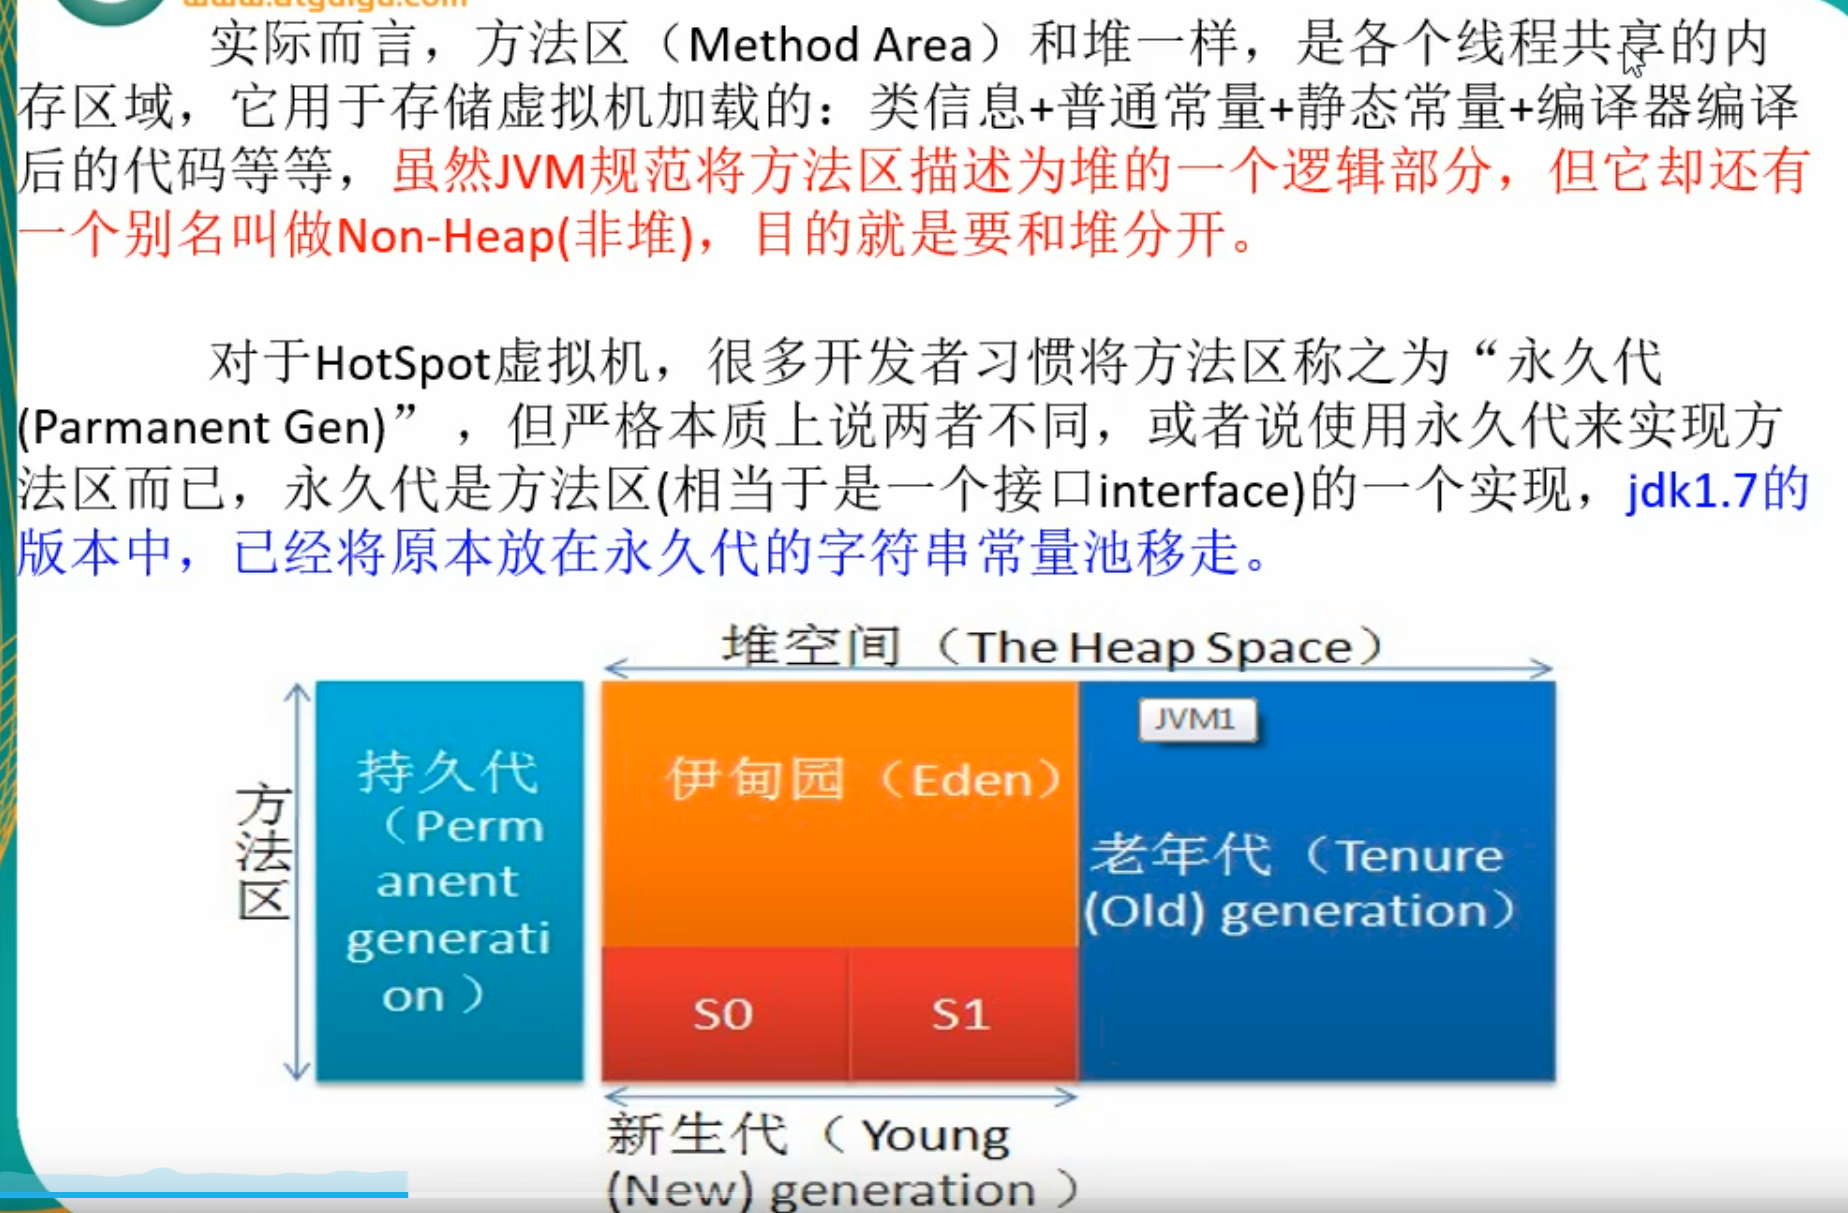 实际而言，方法区（Method Area）和堆一样，是各个线程共享的内
存区域，它用于存储虚拟机加载的：类信息+普通常量+静态常量+编译器编译
后的代码等等，虽然JVM规范将方法区描述为堆的一个逻辑部分，但它却还有
一个别名叫做Non-Heap(非堆)，目的就是要和堆分开。
对于HotSpot虚拟机，很多开发者习惯将方法区称之为“永久代
(Parmanent Gen)”，但严格本质上说两者不同，或者说使用永久代来实现方
法区而已，永久代是方法区(相当于是一个接口interface)的一个实现，jdk1.7的
版本中，已经将原本放在永久代的字符串常量池移走。
堆空间（The Heap Space）
方
法
区
持久代
（Perm
anent
generati
on）
伊甸园（Eden）
S0
S1
JVM1
老年代（Tenure
(Old) generation）
新生代（Young
(New) generation）